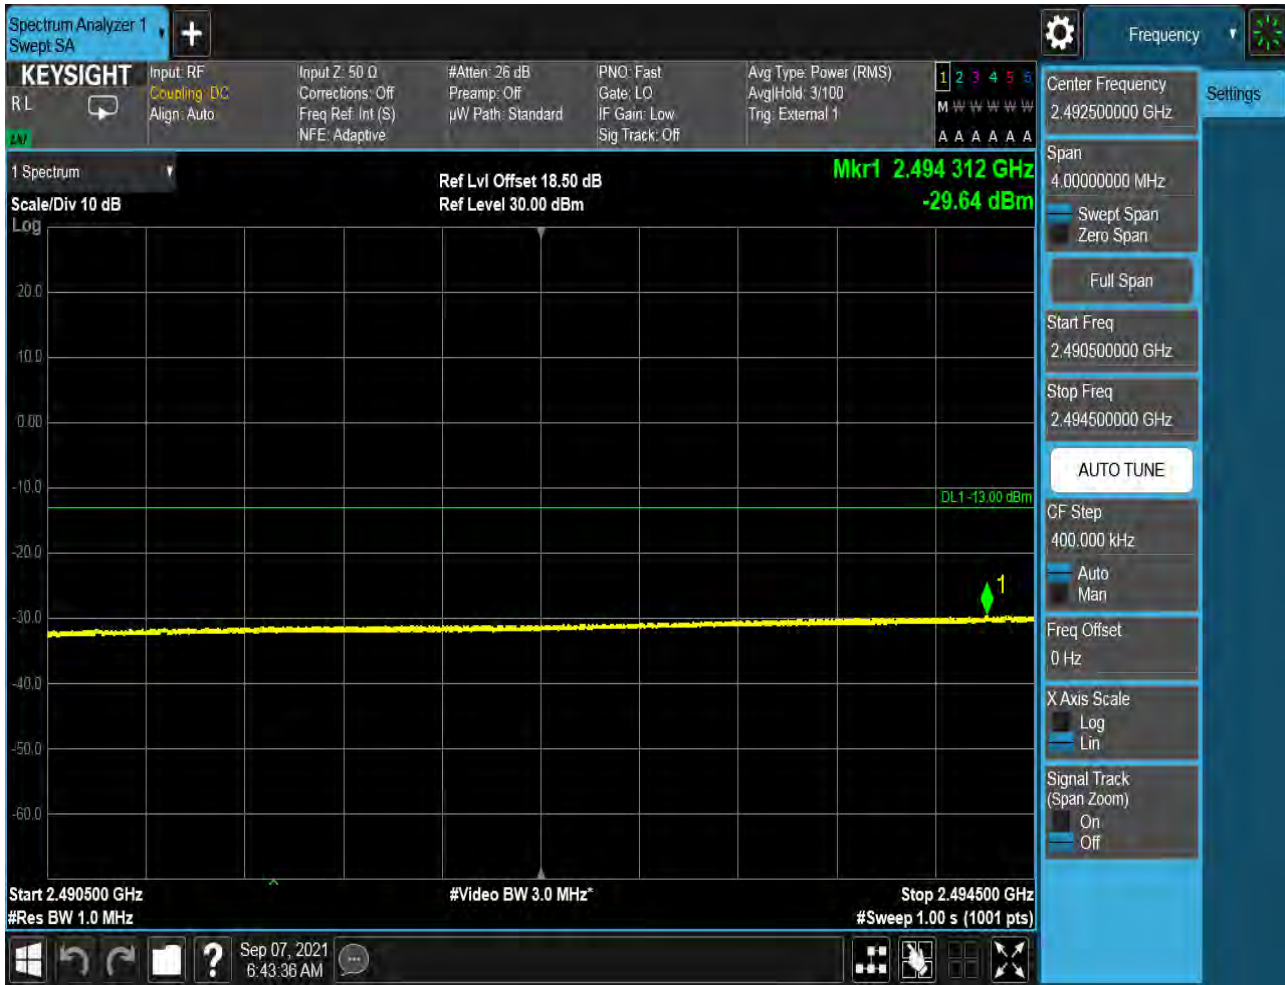 Spectrum Analyzer 1
Swept SA
Frequency
KEYSIGHT
R L
Input: RF
Coupling: DC
Align: Auto
Input Z: 50 Ω
Corrections: Off
Freq Ref: Int (S)
NFE: Adaptive
#Atten: 26 dB
Preamp: Off
µW Path: Standard
PNO: Fast
Gate: LO
IF Gain: Low
Sig Track: Off
Avg Type: Power (RMS)
Avg|Hold: 3/100
Trig: External 1
1 2 3 4 5 6
M W W W W W
A A A A A A
1 Spectrum
Scale/Div 10 dB
Log
Ref Lvl Offset 18.50 dB
Ref Level 30.00 dBm
Mkr1 2.494 312 GHz
-29.64 dBm
20.0
10.0
0.00
-10.0
-20.0
-30.0
-40.0
-50.0
-60.0
DL1 -13.00 dBm
1
Start 2.490500 GHz
#Res BW 1.0 MHz
#Video BW 3.0 MHz*
Stop 2.494500 GHz
#Sweep 1.00 s (1001 pts)
Center Frequency
2.492500000 GHz
Settings
Span
4.00000000 MHz
Swept Span
Zero Span
Full Span
Start Freq
2.490500000 GHz
Stop Freq
2.494500000 GHz
AUTO TUNE
CF Step
400.000 kHz
Auto
Man
Freq Offset
0 Hz
X Axis Scale
Log
Lin
Signal Track
(Span Zoom)
On
Off
?
Sep 07, 2021
6:43:36 AM